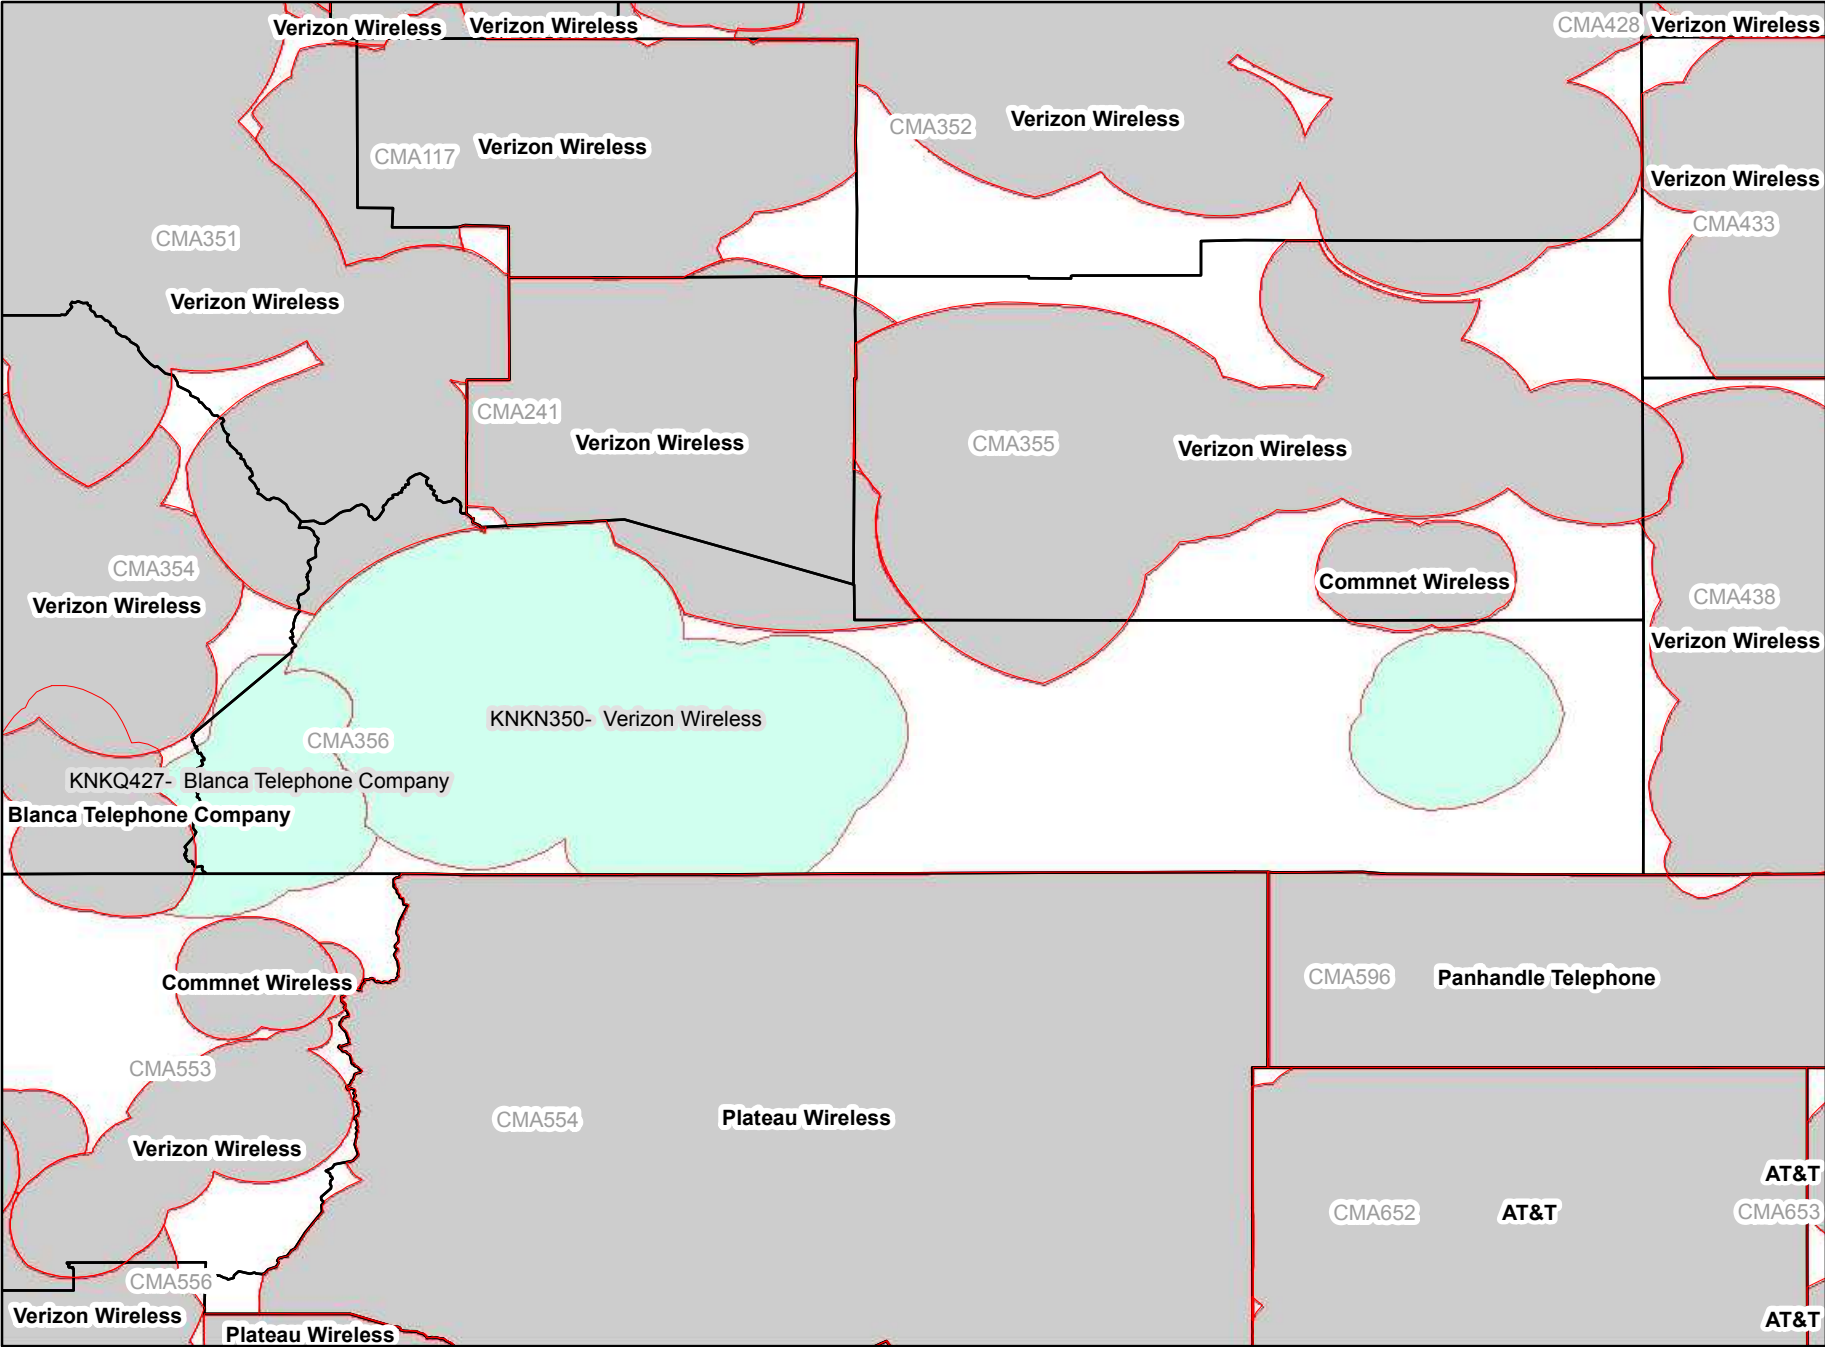 Verizon Wireless
Verizon Wireless
CMA428
Verizon Wireless
CMA352
Verizon Wireless
CMA117
Verizon Wireless
Verizon Wireless
CMA433
CMA351
Verizon Wireless
CMA241
Verizon Wireless
CMA355
Verizon Wireless
CMA354
Verizon Wireless
Commnet Wireless
CMA438
Verizon Wireless
KNKN350- Verizon Wireless
CMA356
KNKQ427- Blanca Telephone Company
Blanca Telephone Company
Commnet Wireless
CMA596
Panhandle Telephone
CMA553
CMA554
Plateau Wireless
Verizon Wireless
AT&T
CMA652
AT&T
CMA653
CMA556
Verizon Wireless
Plateau Wireless
AT&T